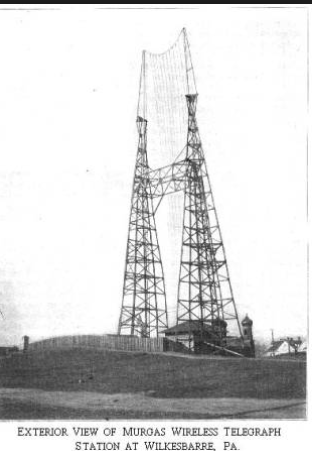 EXTERIOR VIEW OF MURGAS WIRELESS TELEGRAPH
STATION AT WILKESBARRE, PA.